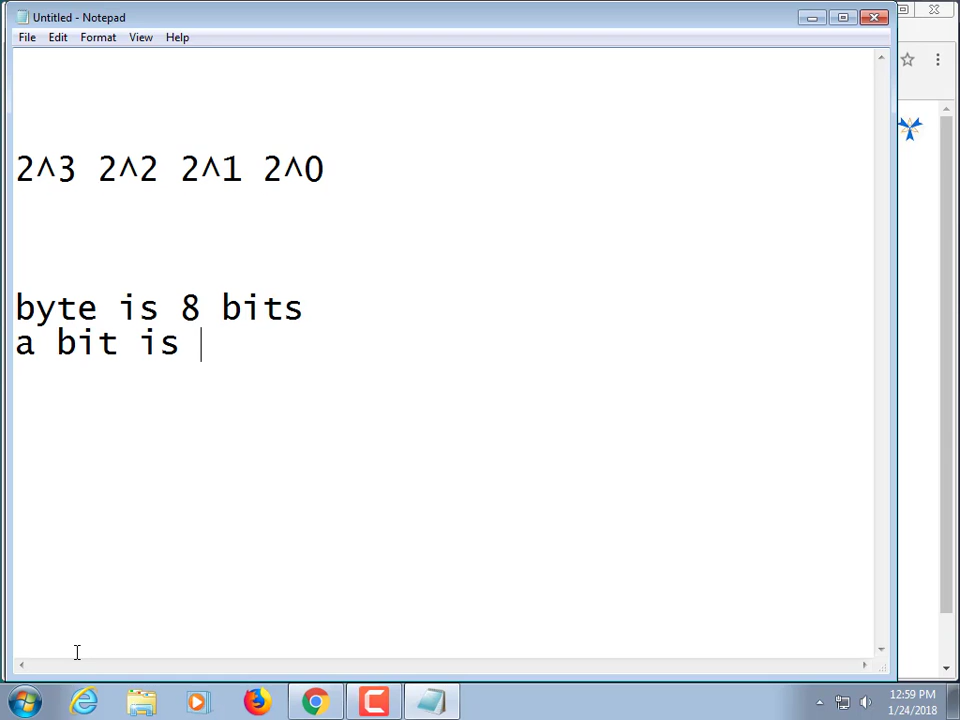 Untitled - Notepad
File Edit Format View Help
2^3 2^2 2^1 2^0
byte is 8 bits
a bit is
12:59 PM
1/24/2018